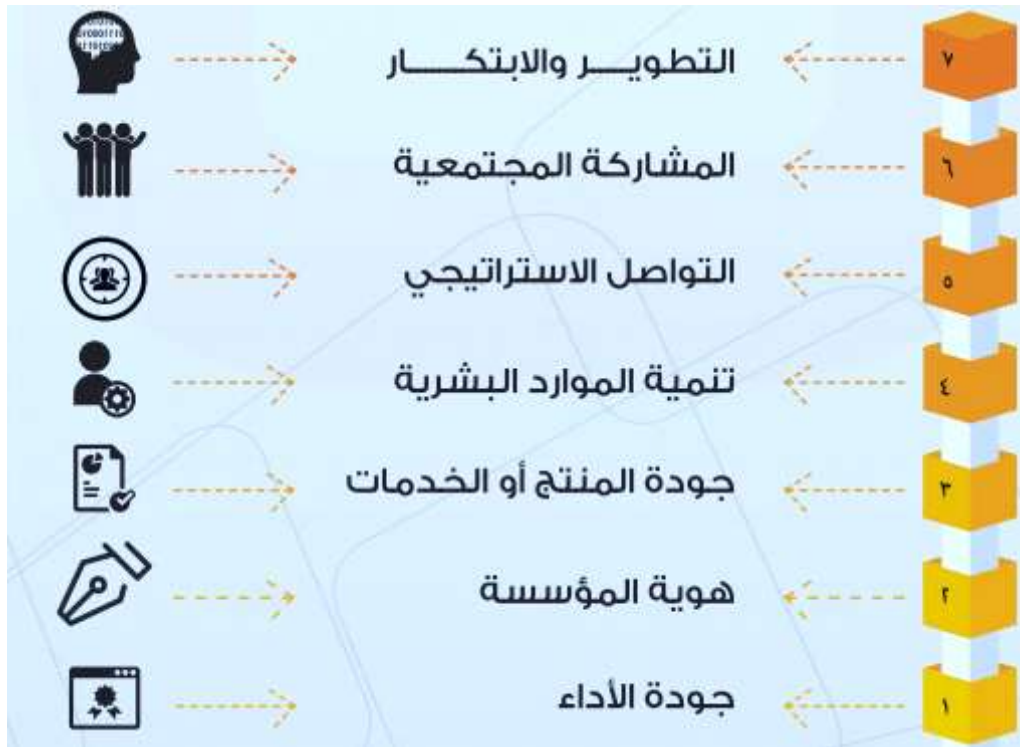 ٧ التطويـــر والابتكـــــار
٦ المشاركة المجتمعية
٥ التواصل الاستراتيجي
٤ تنمية الموارد البشرية
٣ جودة المنتج أو الخدمات
٢ هوية المؤسسة
١ جودة الأداء